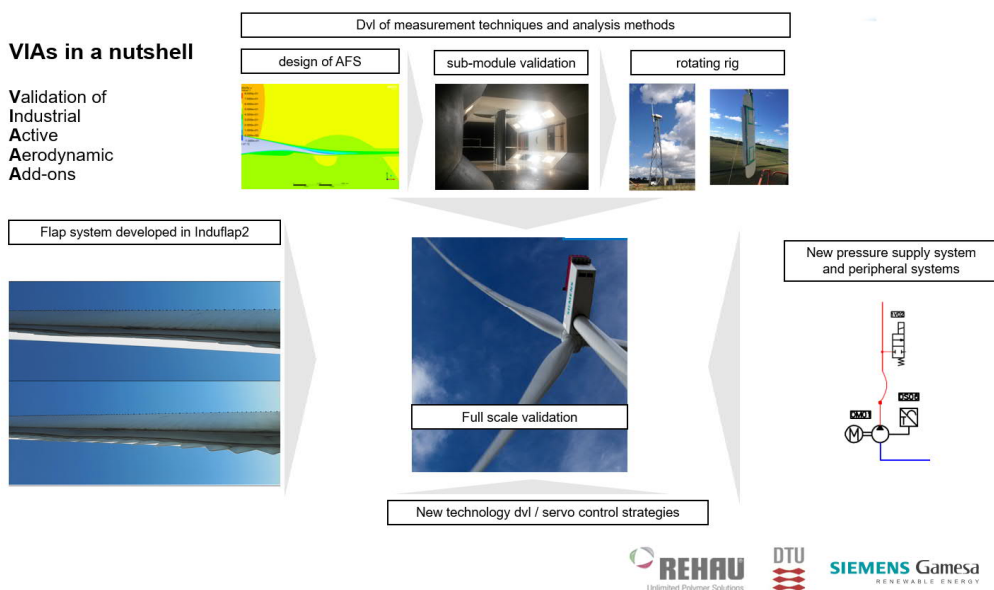 Dvl of measurement techniques and analysis methods
VIAs in a nutshell
design of AFS
sub-module validation
rotating rig
Validation of
Industrial
Active
Aerodynamic
Add-ons
Flap system developed in Induflap2
New pressure supply system
and peripheral systems
Full scale validation
M
New technology dvl / servo control strategies
REHAU
Unlimited Polymer Solutions
DTU
SIEMENS Gamesa
RENEWABLE ENERGY